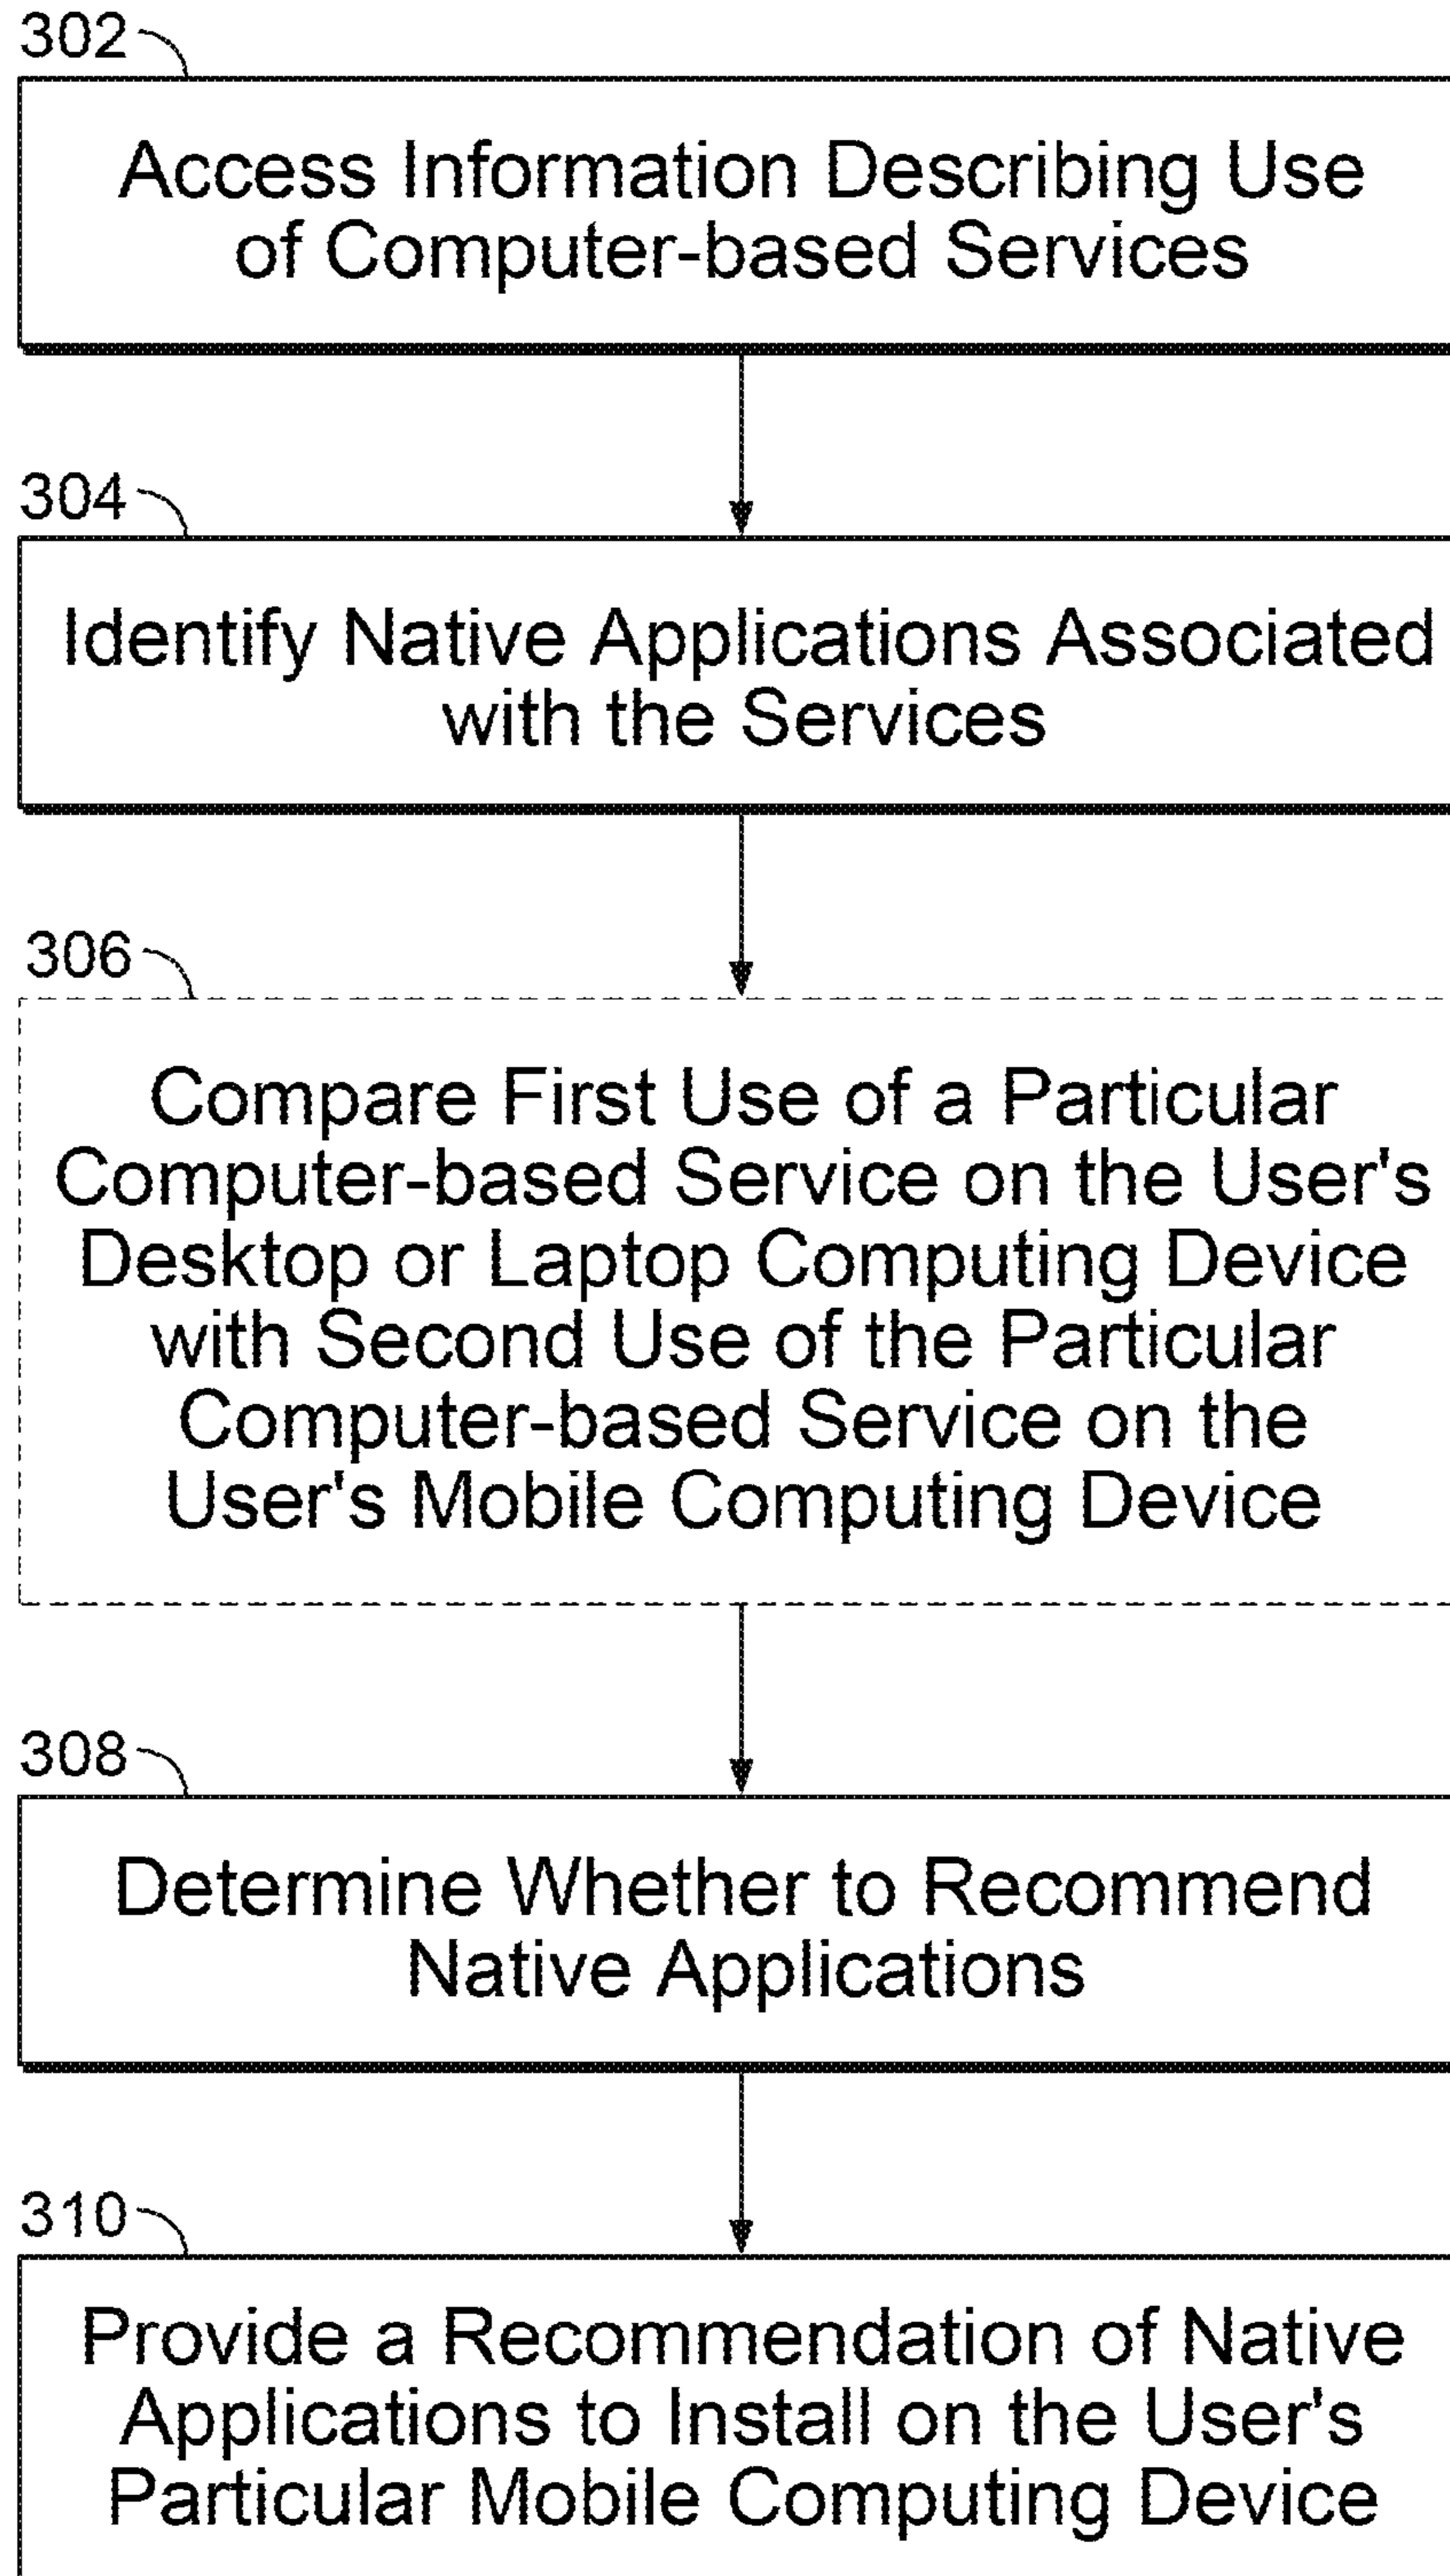 302
Access Information Describing Use
of Computer-based Services
304
Identify Native Applications Associated
with the Services
306
Compare First Use of a Particular
Computer-based Service on the User's
Desktop or Laptop Computing Device
with Second Use of the Particular
Computer-based Service on the
User's Mobile Computing Device
308
Determine Whether to Recommend
Native Applications
310
Provide a Recommendation of Native
Applications to Install on the User's
Particular Mobile Computing Device